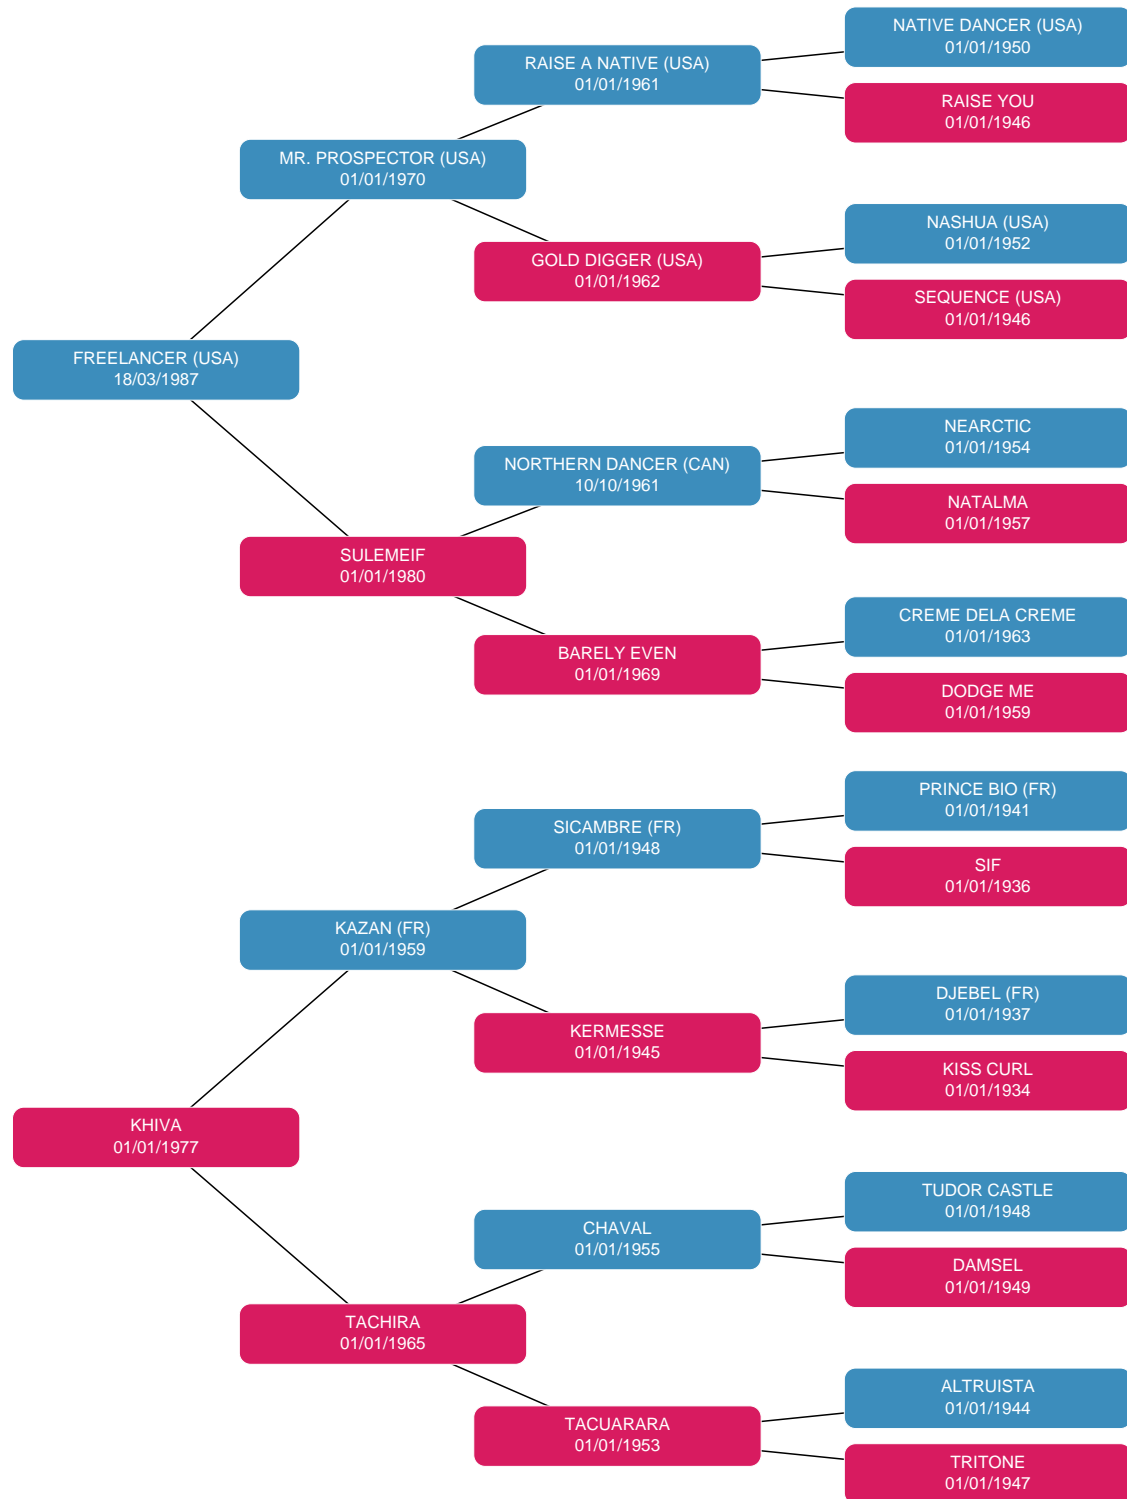 NATIVE DANCER (USA)
01/01/1950
RAISE A NATIVE (USA)
01/01/1961
RAISE YOU
01/01/1946
MR. PROSPECTOR (USA)
01/01/1970
NASHUA (USA)
01/01/1952
GOLD DIGGER (USA)
01/01/1962
SEQUENCE (USA)
01/01/1946
FREELANCER (USA)
18/03/1987
NEARCTIC
01/01/1954
NORTHERN DANCER (CAN)
10/10/1961
NATALMA
01/01/1957
SULEMEIF
01/01/1980
CREME DELA CREME
01/01/1963
BARELY EVEN
01/01/1969
DODGE ME
01/01/1959
PRINCE BIO (FR)
01/01/1941
SICAMBRE (FR)
01/01/1948
SIF
01/01/1936
KAZAN (FR)
01/01/1959
DJEBEL (FR)
01/01/1937
KERMESSE
01/01/1945
KISS CURL
01/01/1934
KHIVA
01/01/1977
TUDOR CASTLE
01/01/1948
CHAVAL
01/01/1955
DAMSEL
01/01/1949
TACHIRA
01/01/1965
ALTRUISTA
01/01/1944
TACUARARA
01/01/1953
TRITONE
01/01/1947